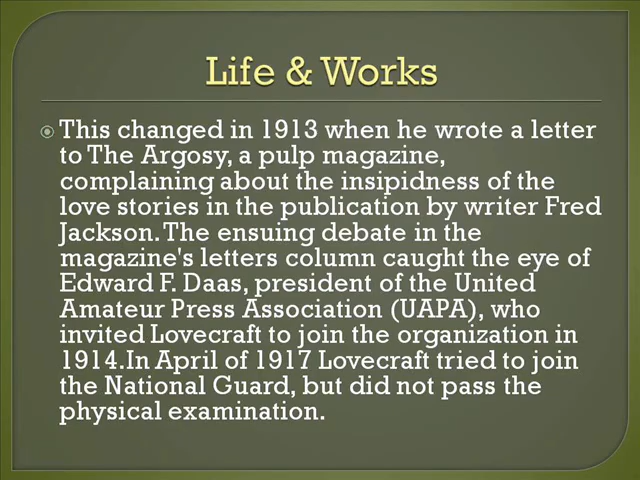 Life & Works
This changed in 1913 when he wrote a letter
to The Argosy, a pulp magazine,
complaining about the insipidness of the
love stories in the publication by writer Fred
Jackson. The ensuing debate in the
magazine's letters column caught the eye of
Edward F. Daas, president of the United
Amateur Press Association (UAPA), who
invited Lovecraft to join the organization in
1914.In April of 1917 Lovecraft tried to join
the National Guard, but did not pass the
physical examination.